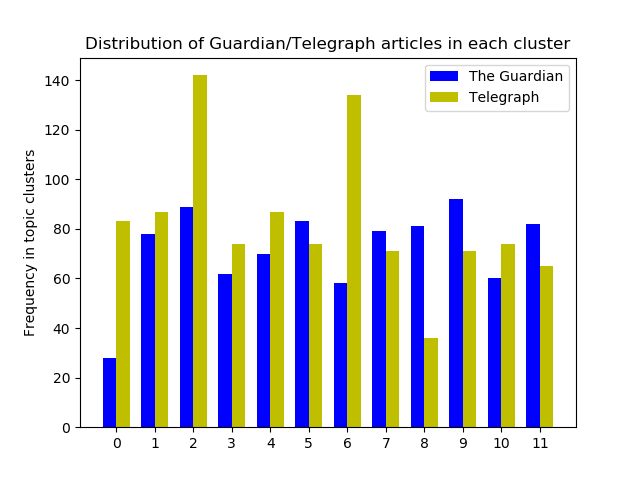 Distribution of Guardian/Telegraph articles in each cluster
The Guardian
Telegraph
Frequency in topic clusters
140
120
100
80
60
40
20
0
0 1 2 3 4 5 6 7 8 9 10 11